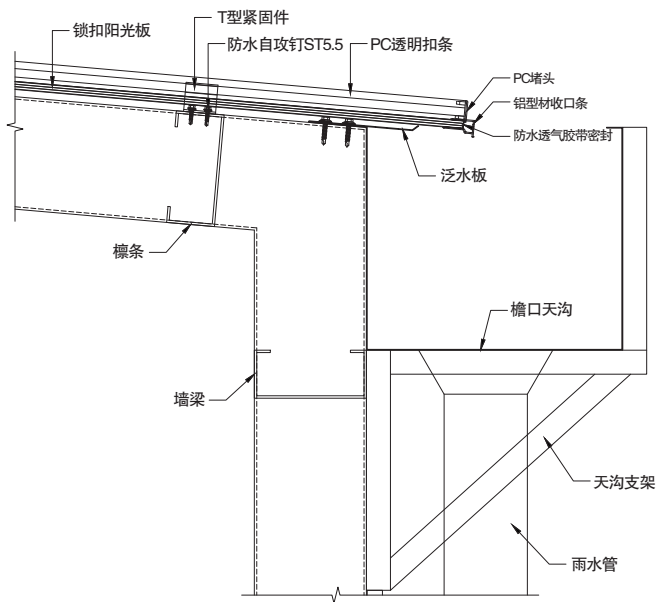 T型紧固件
锁扣阳光板
防水自攻钉ST5.5
PC透明扣条
PC堵头
铝型材收口条
防水透气胶带密封
泛水板
檩条
檐口天沟
墙梁
天沟支架
雨水管